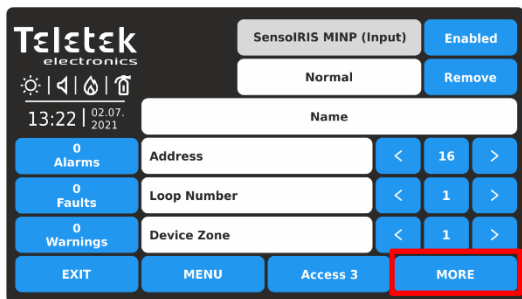 Teletek
electronics
SensoIRIS MINP (Input)
Enabled
Normal
Remove
13:22
02.07.
2021
Name
0
Alarms
Address
<
16
>
0
Faults
Loop Number
<
1
>
0
Warnings
Device Zone
<
1
>
EXIT
MENU
Access 3
MORE